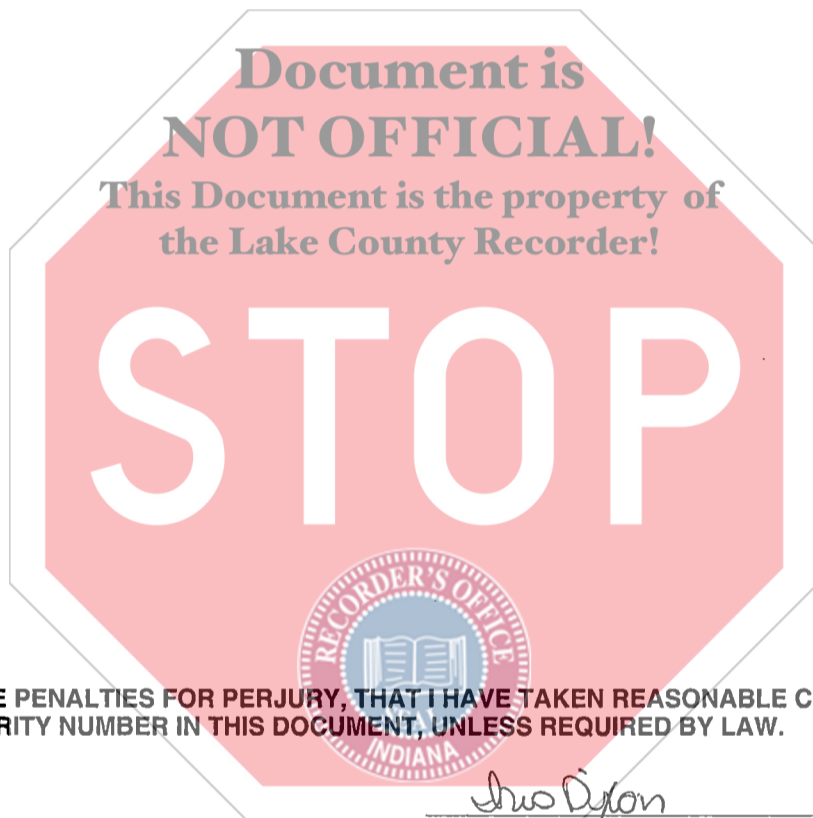 Document is
NOT OFFICIAL!
This Document is the property of
the Lake County Recorder!
STOP
RECORDER'S OFFICE
E PENALTIES FOR PERJURY, THAT I HAVE TAKEN REASONABLE C
RITY NUMBER IN THIS DOCUMENT, UNLESS REQUIRED BY LAW.
INDIANA